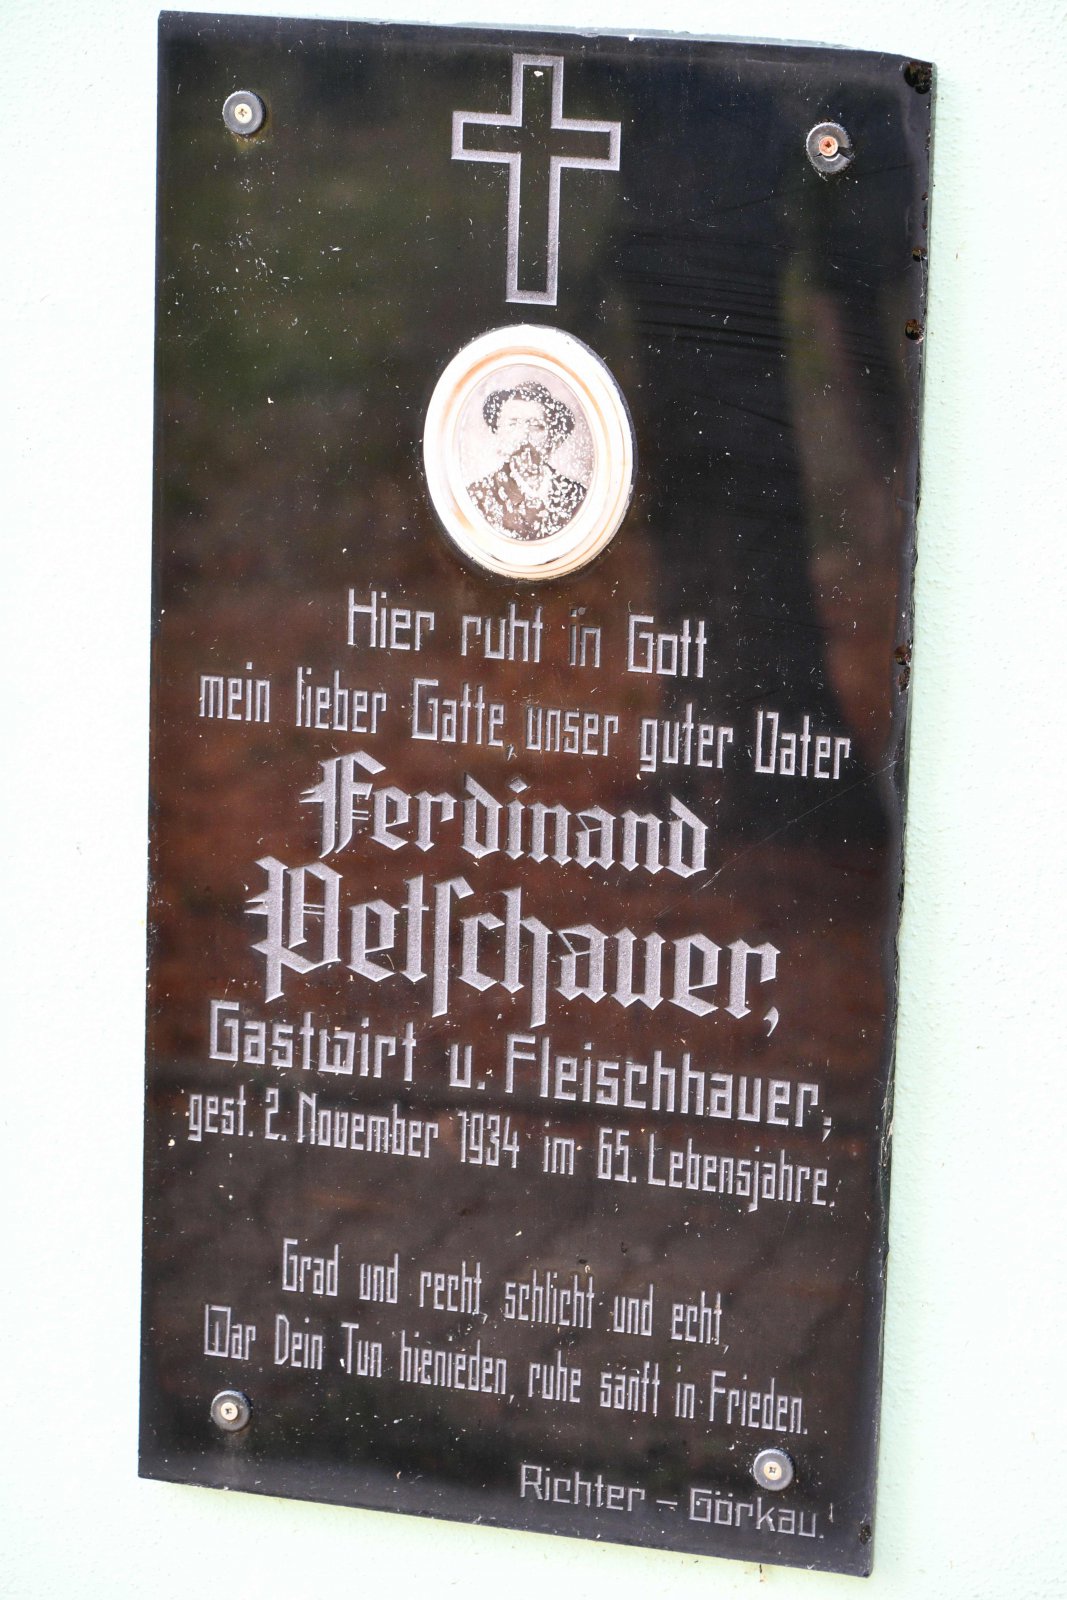 Hier ruht in Gott
mein lieber Gatte, unser guter Vater
Ferdinand
Petschauer,
Gastwirt u. Fleischhauer,
gest. 2. November 1934 im 65. Lebensjahre.
Grad und recht, schlicht und echt,
War Dein Tun hienieden, ruhe sanft in Frieden.
Richter - Görkau.